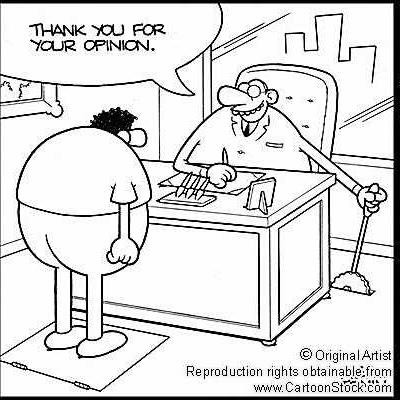 THANK YOU FOR
YOUR OPINION.
© Original Artist
Reproduction rights obtainable from
www.CartoonStock.com